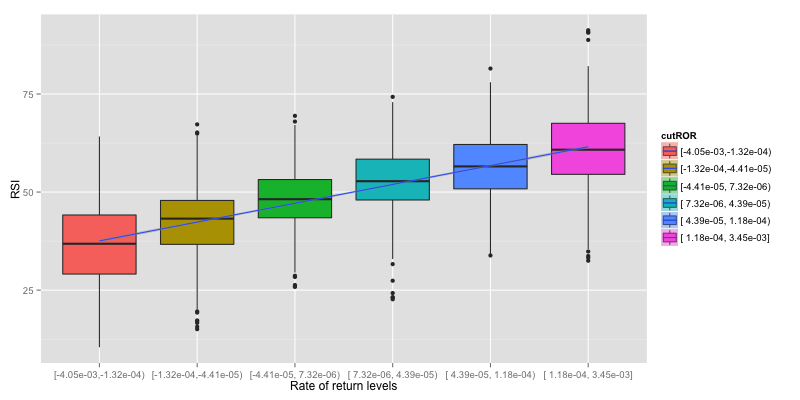 RSI
75
50
25
[-4.05e-03,-1.32e-04) [-1.32e-04,-4.41e-05) [-4.41e-05, 7.32e-06) [ 7.32e-06, 4.39e-05) [ 4.39e-05, 1.18e-04) [ 1.18e-04, 3.45e-03]
Rate of return levels
cutROR
[-4.05e-03,-1.32e-04)
[-1.32e-04,-4.41e-05)
[-4.41e-05, 7.32e-06)
[ 7.32e-06, 4.39e-05)
[ 4.39e-05, 1.18e-04)
[ 1.18e-04, 3.45e-03]